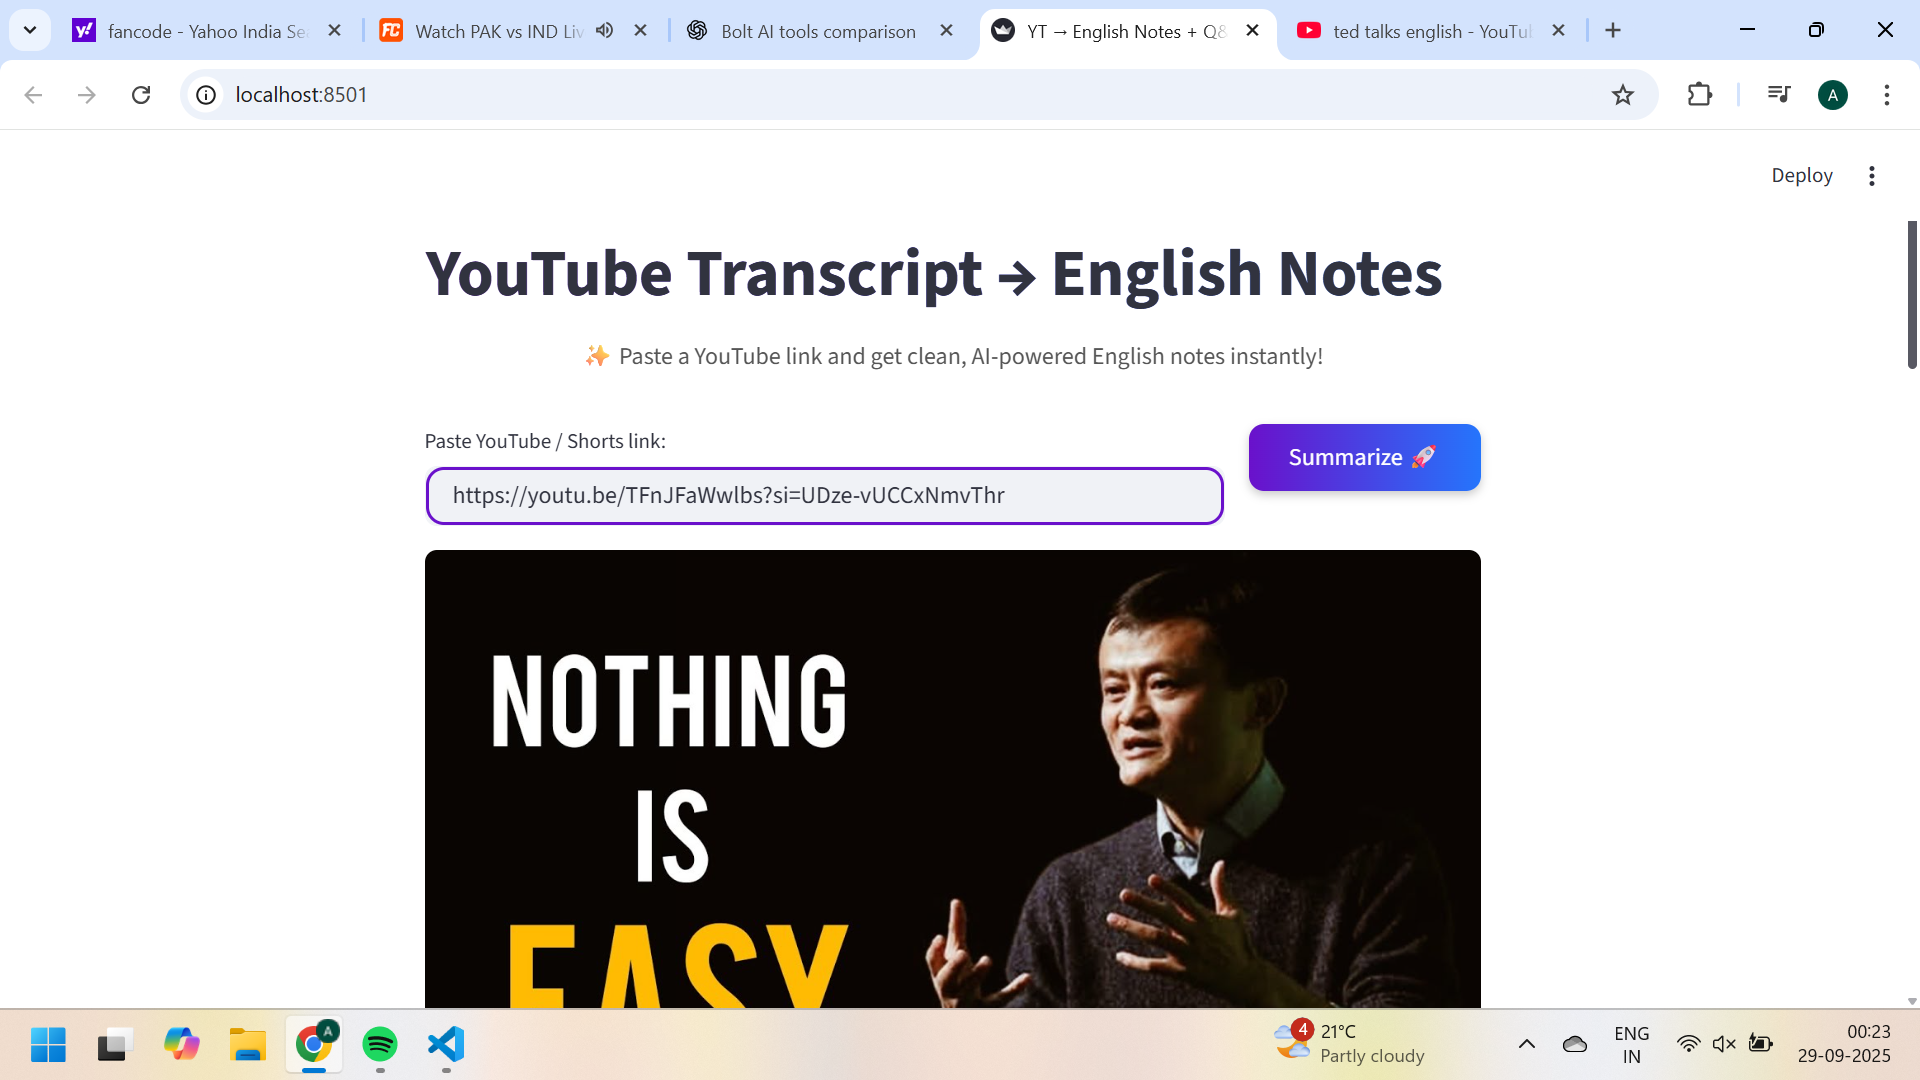 fancode - Yahoo India Se
Watch PAK vs IND Liv
Bolt AI tools comparison
YT → English Notes + Q&
ted talks english - YouTu
localhost:8501
A
Deploy
YouTube Transcript → English Notes
✨ Paste a YouTube link and get clean, AI-powered English notes instantly!
Paste YouTube / Shorts link:
Summarize 🚀
https://youtu.be/TFnJFaWwlbs?si=UDze-vUCCxNmvThr
NOTHING
IS
EASY
A
4
21°C
Partly cloudy
ENG
IN
00:23
29-09-2025